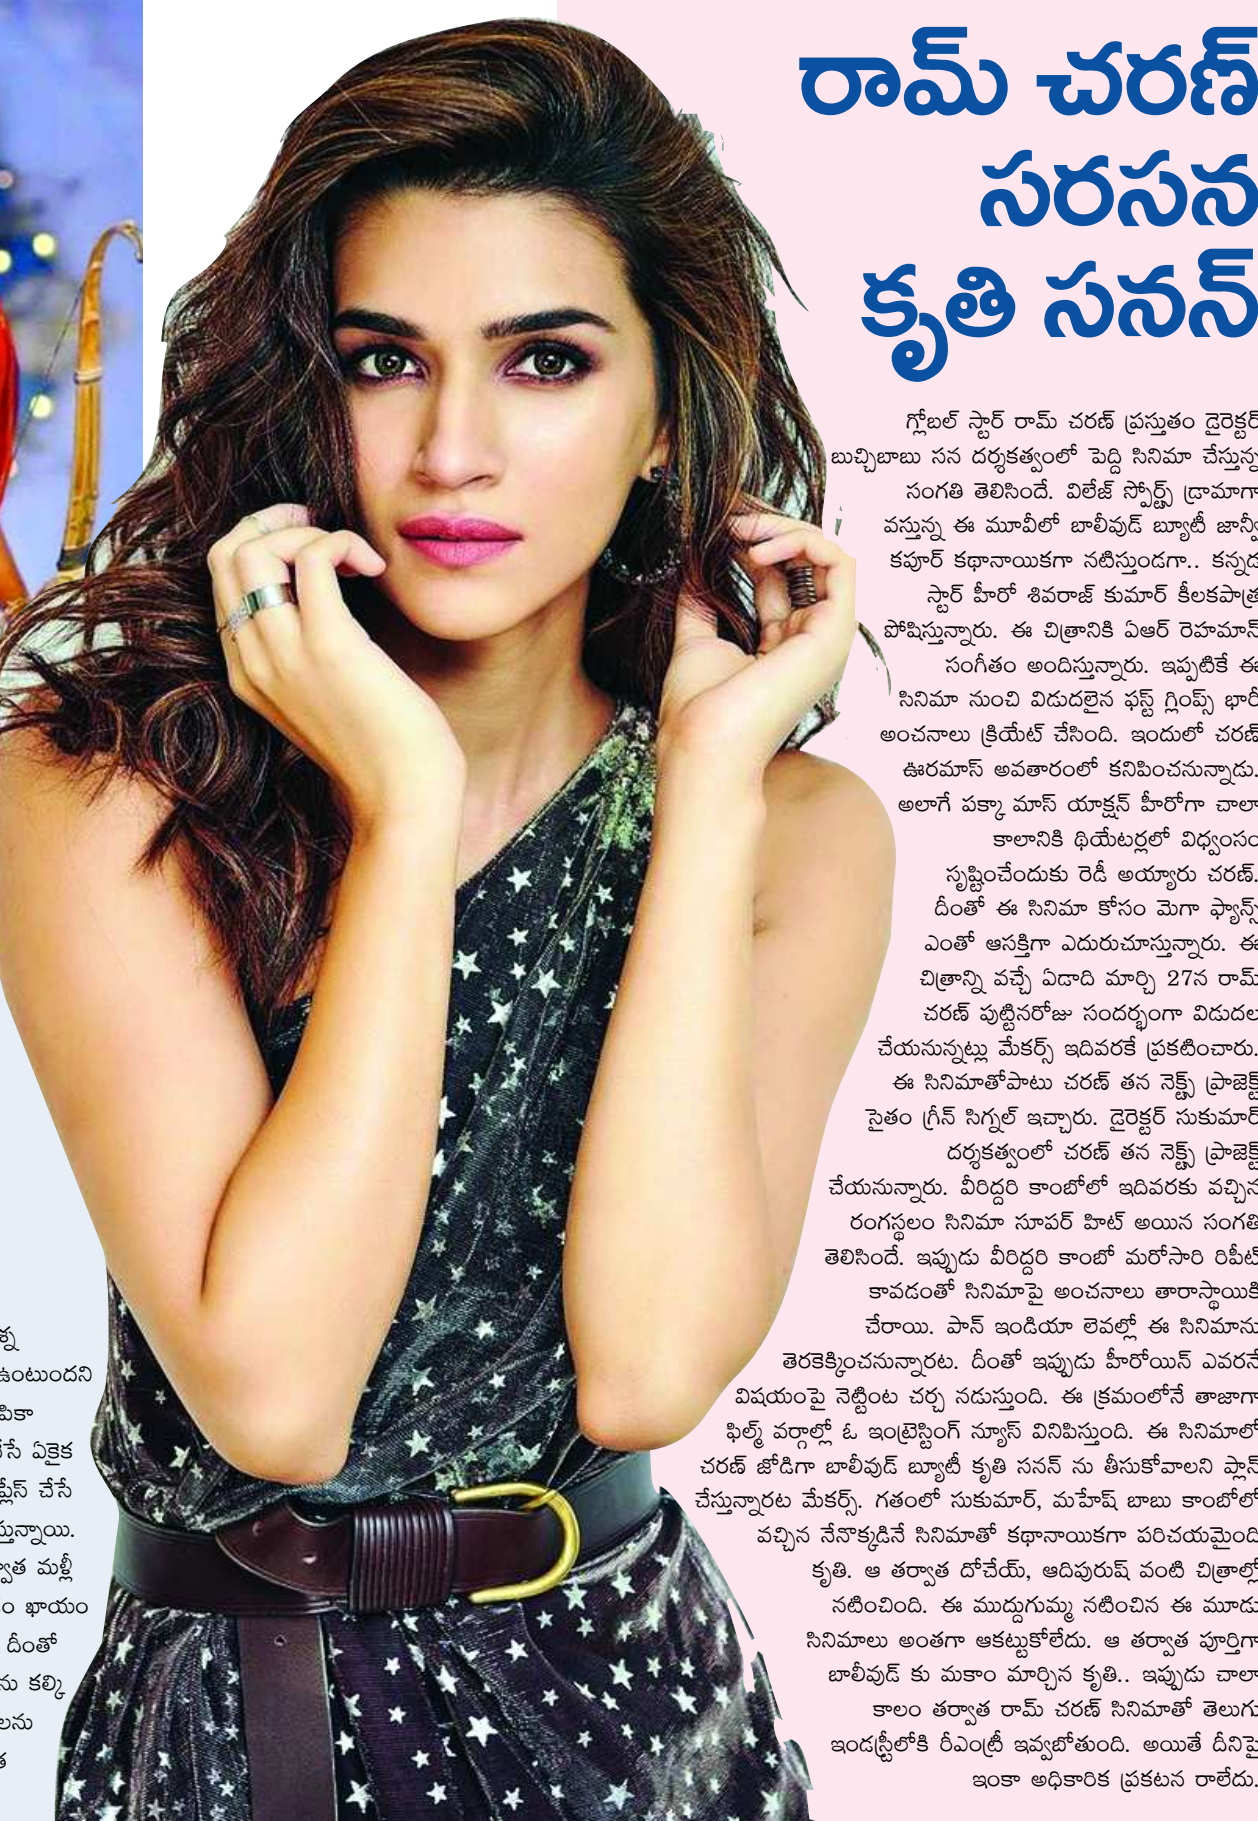 రామ్ చరణ్
సరసన
కృతి సనన్
గ్లోబల్ స్టార్ రామ్ చరణ్ ప్రస్తుతం డైరెక్టర్
బుచ్చిబాబు సన దర్శకత్వంలో పెద్ది సినిమా చేస్తున్న
సంగతి తెలిసిందే. విలేజ్ స్పోర్ట్స్ డ్రామాగా
వస్తున్న ఈ మూవీలో బాలీవుడ్ బ్యూటీ జాన్వీ
కపూర్ కథానాయికగా నటిస్తుండగా.. కన్నడ
స్టార్ హీరో శివరాజ్ కుమార్ కీలకపాత్ర
పోషిస్తున్నారు. ఈ చిత్రానికి ఏఆర్ రెహమాన్
సంగీతం అందిస్తున్నారు. ఇప్పటికే ఈ
సినిమా నుంచి విడుదలైన ఫస్ట్ గ్లింప్స్ భారీ
అంచనాలు క్రియేట్ చేసింది. ఇందులో చరణ్
ఊరమాస్ అవతారంలో కనిపించనున్నాడు.
అలాగే పక్కా మాస్ యాక్షన్ హీరోగా చాలా
కాలానికి థియేటర్లలో విధ్వంసం
సృష్టించేందుకు రెడీ అయ్యారు చరణ్.
దీంతో ఈ సినిమా కోసం మెగా ఫ్యాన్స్
ఎంతో ఆసక్తిగా ఎదురుచూస్తున్నారు. ఈ
చిత్రాన్ని వచ్చే ఏడాది మార్చి 27న రామ్
చరణ్ పుట్టినరోజు సందర్భంగా విడుదల
చేయనున్నట్లు మేకర్స్ ఇదివరకే ప్రకటించారు.
ఈ సినిమాతోపాటు చరణ్ తన నెక్ట్స్ ప్రాజెక్ట్
సైతం గ్రీన్ సిగ్నల్ ఇచ్చారు. డైరెక్టర్ సుకుమార్
దర్శకత్వంలో చరణ్ తన నెక్ట్స్ ప్రాజెక్ట్
చేయనున్నారు. వీరిద్దరి కాంబోలో ఇదివరకు వచ్చిన
రంగస్థలం సినిమా సూపర్ హిట్ అయిన సంగతి
తెలిసిందే. ఇప్పుడు వీరిద్దరి కాంబో మరోసారి రిపీట్
కావడంతో సినిమాపై అంచనాలు తారాస్థాయికి
చేరాయి. పాన్ ఇండియా లెవల్లో ఈ సినిమాను
తెరకెక్కించనున్నారట. దీంతో ఇప్పుడు హీరోయిన్ ఎవరనే
విషయంపై నెట్టింట చర్చ నడుస్తుంది. ఈ క్రమంలోనే తాజాగా
ఫిల్మ్ వర్గాల్లో ఓ ఇంట్రెస్టింగ్ న్యూస్ వినిపిస్తుంది. ఈ సినిమాలో
చరణ్ జోడిగా బాలీవుడ్ బ్యూటీ కృతి సనన్ ను తీసుకోవాలని ప్లాన్
చేస్తున్నారట మేకర్స్. గతంలో సుకుమార్, మహేష్ బాబు కాంబోలో
వచ్చిన నేనొక్కడినే సినిమాతో కథానాయికగా పరిచయమైంది
కృతి. ఆ తర్వాత దోచేయ్, ఆదిపురుష్ వంటి చిత్రాల్లో
నటించింది. ఈ ముద్దుగుమ్మ నటించిన ఈ మూడు
సినిమాలు అంతగా ఆకట్టుకోలేదు. ఆ తర్వాత పూర్తిగా
బాలీవుడ్ కు మకాం మార్చిన కృతి.. ఇప్పుడు చాలా
కాలం తర్వాత రామ్ చరణ్ సినిమాతో తెలుగు
ఇండస్ట్రీలోకి రీఎంట్రీ ఇవ్వబోతుంది. అయితే దీనిపై
ఇంకా అధికారిక ప్రకటన రాలేదు.
ఉంటుందని
ఏకైక
చేసే
మళ్లీ
ఖాయం
దీంతో
కల్కి